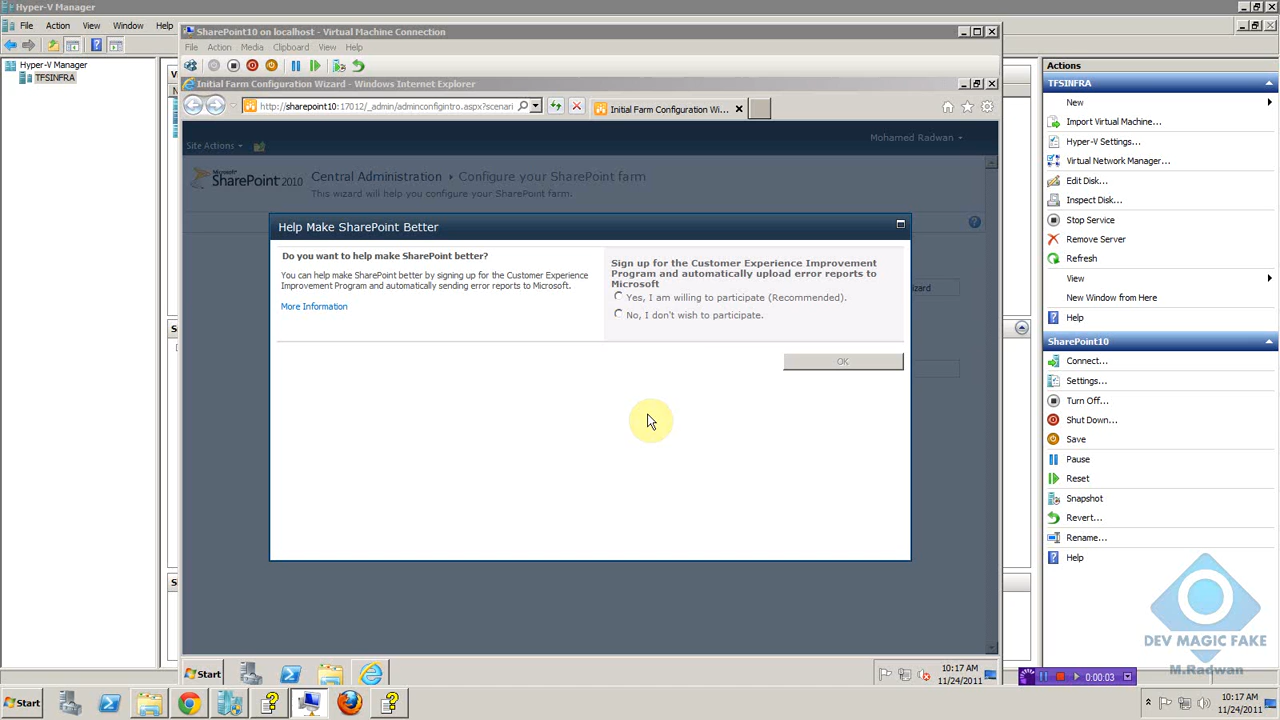 Hyper-V Manager
File Action View Window Help
Hyper-V Manager
TFSINFRA
SharePoint10 on localhost - Virtual Machine Connection
File Action Media Clipboard View Help
Initial Farm Configuration Wizard - Windows Internet Explorer
http://sharepoint10:17012/_admin/adminconfigintro.aspx?scenari
Initial Farm Configuration Wi...
Site Actions
Mohamed Radwan
Microsoft
SharePoint 2010
Central Administration Configure your SharePoint farm
This wizard will help you configure your SharePoint farm.
Help Make SharePoint Better
Do you want to help make SharePoint better?
You can help make SharePoint better by signing up for the Customer Experience
Improvement Program and automatically sending error reports to Microsoft.
More Information
Sign up for the Customer Experience Improvement
Program and automatically upload error reports to
Microsoft
Yes, I am willing to participate (Recommended).
No, I don't wish to participate.
OK
Start
10:17 AM
11/24/2011
Actions
TFSINFRA
New
Import Virtual Machine...
Hyper-V Settings...
Virtual Network Manager...
Edit Disk...
Inspect Disk...
Stop Service
Remove Server
Refresh
View
New Window from Here
Help
SharePoint10
Connect...
Settings...
Turn Off...
Shut Down...
Save
Pause
Reset
Snapshot
Revert...
Rename...
Help
DEV MAGIC FAKE
M.Radwan
0:00:03
Start
10:17 AM
11/24/2011